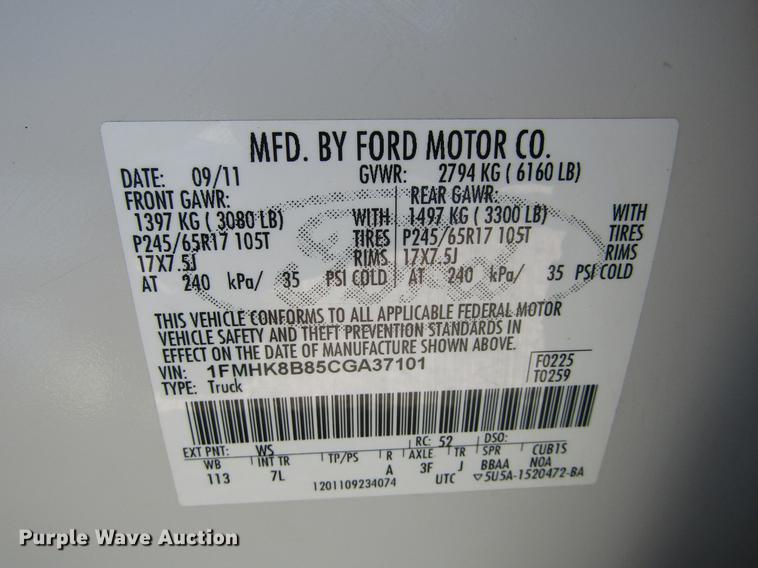 MFD. BY FORD MOTOR CO.
DATE: 09/11 GVWR: 2794 KG ( 6160 LB)
FRONT GAWR: REAR GAWR:
1397 KG ( 3080 LB) WITH 1497 KG ( 3300 LB) WITH
P245/65R17 105T TIRES P245/65R17 105T TIRES
17X7.5J RIMS 17X7.5J RIMS
AT 240 kPa/ 35 PSI COLD AT 240 kPa/ 35 PSI COLD
THIS VEHICLE CONFORMS TO ALL APPLICABLE FEDERAL MOTOR
VEHICLE SAFETY AND THEFT PREVENTION STANDARDS IN
EFFECT ON THE DATE OF MANUFACTURE SHOWN ABOVE.
VIN: 1FMHK8B85CGA37101 F0225
TYPE: Truck T0259
EXT PNT: WS RC: 52 DSO:
WB INT TR TP/PS R AXLE TR SPR CUB1S
113 7L A 3F J BBAA N0A
1201109234074 UTC ▽5U5A-1520472-BA
Purple Wave Auction